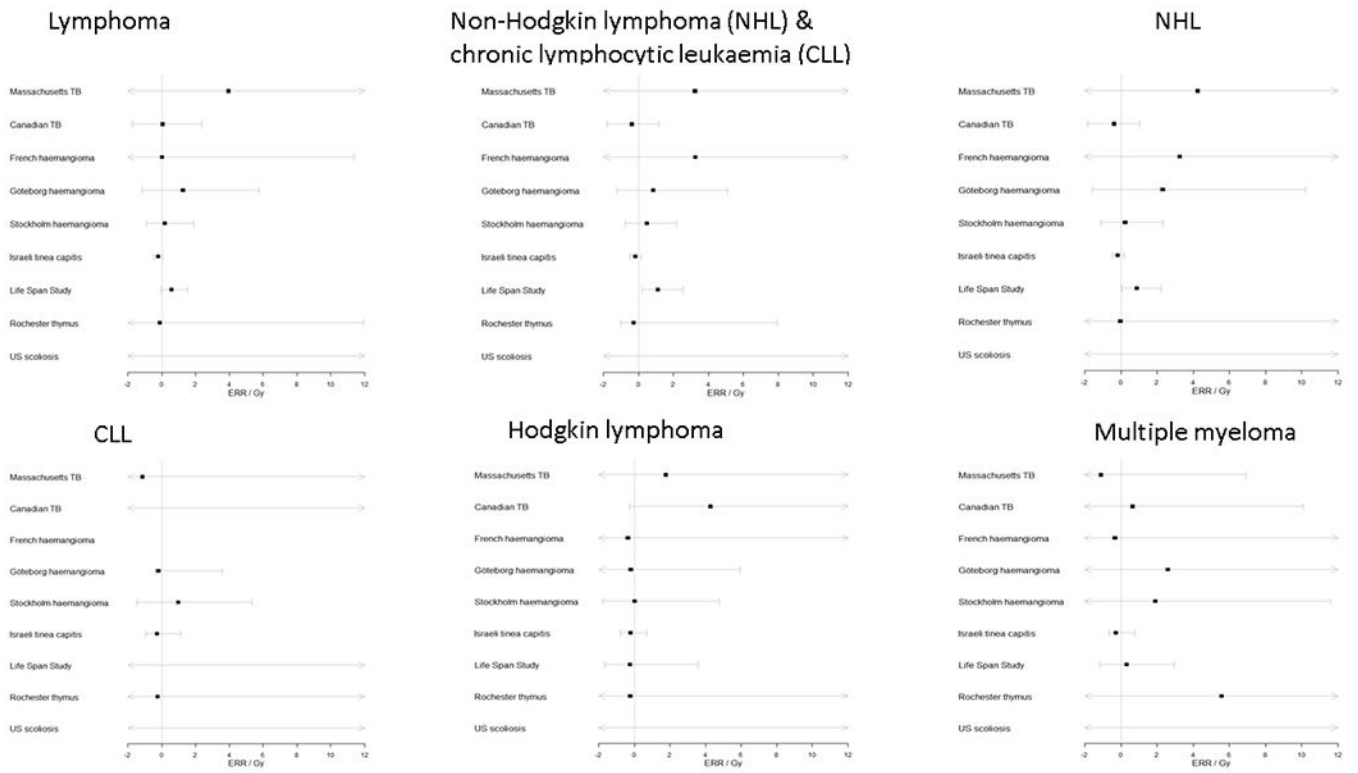 Lymphoma
Massachusetts TB
Canadian TB
French haemangioma
Göteborg haemangioma
Stockholm haemangioma
Israeli tinea capitis
Life Span Study
Rochester thymus
US scoliosis
-2 0 2 4 6 8 10 12
ERR / Gy
Non-Hodgkin lymphoma (NHL) &
chronic lymphocytic leukaemia (CLL)
Massachusetts TB
Canadian TB
French haemangioma
Göteborg haemangioma
Stockholm haemangioma
Israeli tinea capitis
Life Span Study
Rochester thymus
US scoliosis
-2 0 2 4 6 8 10 12
ERR / Gy
NHL
Massachusetts TB
Canadian TB
French haemangioma
Göteborg haemangioma
Stockholm haemangioma
Israeli tinea capitis
Life Span Study
Rochester thymus
US scoliosis
-2 0 2 4 6 8 10 12
ERR / Gy
CLL
Massachusetts TB
Canadian TB
French haemangioma
Göteborg haemangioma
Stockholm haemangioma
Israeli tinea capitis
Life Span Study
Rochester thymus
US scoliosis
-2 0 2 4 6 8 10 12
ERR / Gy
Hodgkin lymphoma
Massachusetts TB
Canadian TB
French haemangioma
Göteborg haemangioma
Stockholm haemangioma
Israeli tinea capitis
Life Span Study
Rochester thymus
US scoliosis
-2 0 2 4 6 8 10 12
ERR / Gy
Multiple myeloma
Massachusetts TB
Canadian TB
French haemangioma
Göteborg haemangioma
Stockholm haemangioma
Israeli tinea capitis
Life Span Study
Rochester thymus
US scoliosis
-2 0 2 4 6 8 10 12
ERR / Gy